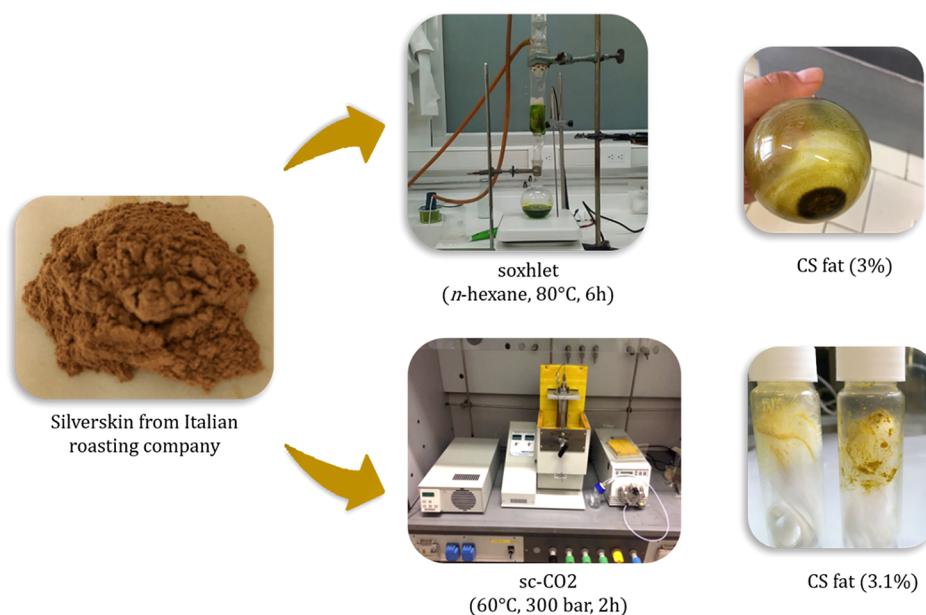 soxhlet
(n-hexane, 80°C, 6h)
CS fat (3%)
Silverskin from Italian
roasting company
sc-CO2
(60°C, 300 bar, 2h)
CS fat (3.1%)